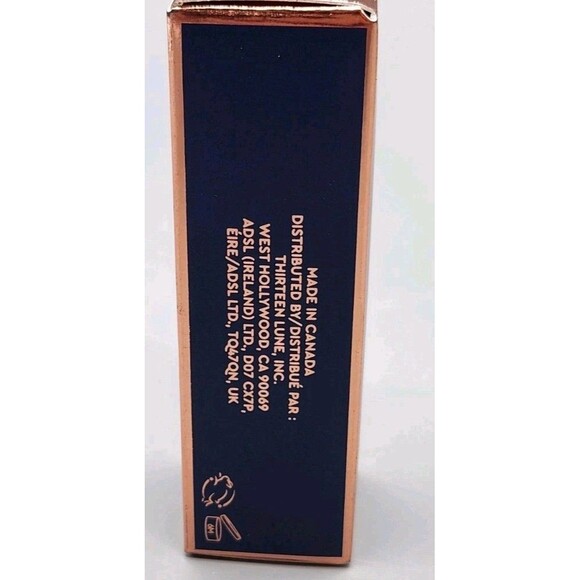 MADE IN CANADA
DISTRIBUTED BY/DISTRIBUÉ PAR :
THIRTEEN LUNE, INC.
WEST HOLLYWOOD, CA 90069
ADSL (IRELAND) LTD., D07 CX7P,
ÉIRE/ADSL LTD., TQ47QN, UK